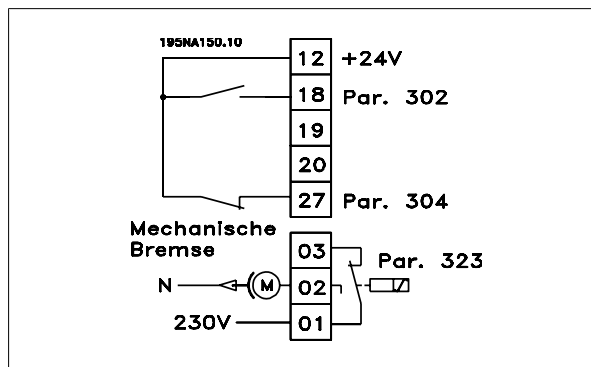 195NA150.10
12 +24V
18 Par. 302
19
20
27 Par. 304
Mechanische
Bremse
03
Par. 323
N M 02
230V 01